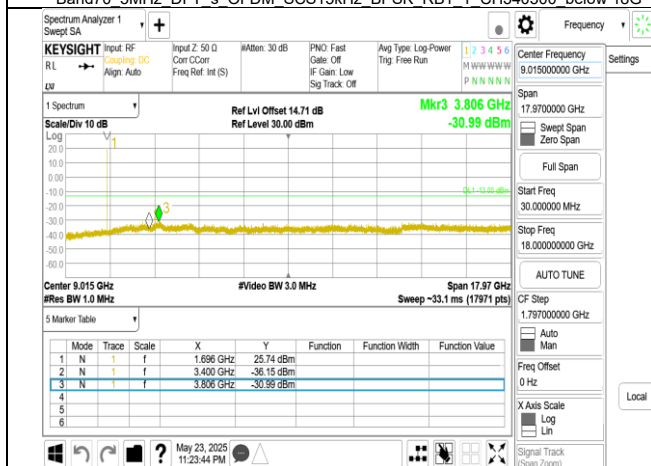 Spectrum Analyzer 1
Swept SA
+
Frequency
Settings
KEYSIGHT
RL
LXI
Input: RF
Coupling: DC
Align: Auto
Input Z: 50 Ω
Corr CCorr
Freq Ref: Int (S)
#Atten: 30 dB
PNO: Fast
Gate: Off
IF Gain: Low
Sig Track: Off
Avg Type: Log-Power
Trig: Free Run
1 2 3 4 5 6
M W W W W W
P N N N N N
1 Spectrum
Scale/Div 10 dB
Log
Ref Lvl Offset 14.71 dB
Ref Level 30.00 dBm
Mkr3 3.806 GHz
-30.99 dBm
20.0
10.0
0.00
-10.0
-20.0
-30.0
-40.0
-50.0
-60.0
1
3
DL1 -13.00 dBm
Center 9.015 GHz
#Res BW 1.0 MHz
#Video BW 3.0 MHz
Span 17.97 GHz
Sweep ~33.1 ms (17971 pts)
5 Marker Table
Mode Trace Scale X Y Function Function Width Function Value
1 N 1 f 1.696 GHz 25.74 dBm
2 N 1 f 3.400 GHz -36.15 dBm
3 N 1 f 3.806 GHz -30.99 dBm
4
5
6
Center Frequency
9.015000000 GHz
Span
17.9700000 GHz
Swept Span
Zero Span
Full Span
Start Freq
30.000000 MHz
Stop Freq
18.000000000 GHz
AUTO TUNE
CF Step
1.797000000 GHz
Auto
Man
Freq Offset
0 Hz
X Axis Scale
Log
Lin
Signal Track
(Span Zoom)
Local
?
May 23, 2025
11:23:44 PM